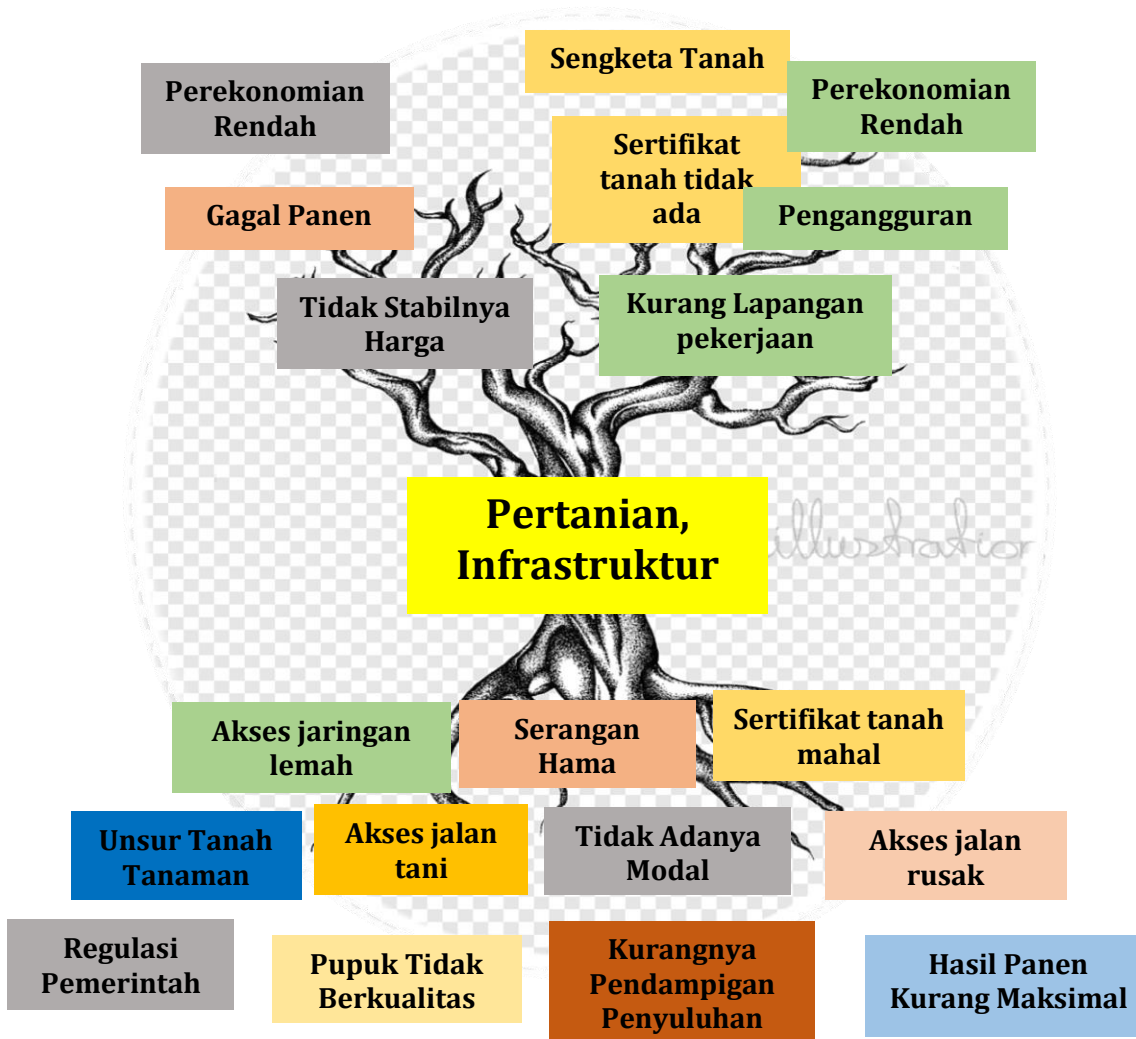 Sengketa Tanah
Perekonomian
Rendah
Perekonomian
Rendah
Sertifikat
tanah tidak
ada
Gagal Panen
Pengangguran
Tidak Stabilnya
Harga
Kurang Lapangan
pekerjaan
Pertanian,
Infrastruktur
illustration
Akses jaringan
lemah
Serangan
Hama
Sertifikat tanah
mahal
Unsur Tanah
Tanaman
Akses jalan
tani
Tidak Adanya
Modal
Akses jalan
rusak
Regulasi
Pemerintah
Pupuk Tidak
Berkualitas
Kurangnya
Pendampigan
Penyuluhan
Hasil Panen
Kurang Maksimal